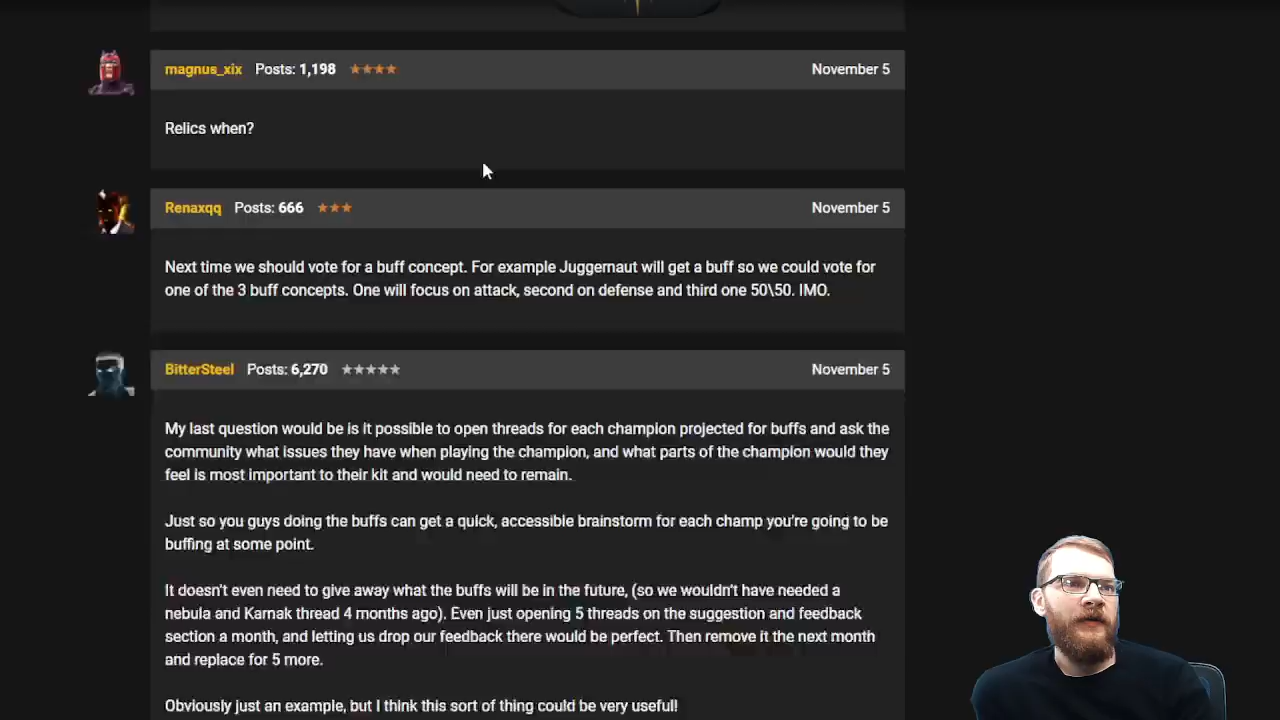 magnus_xix Posts: 1,198 November 5
Relics when?
Renaxqq Posts: 666 November 5
Next time we should vote for a buff concept. For example Juggernaut will get a buff so we could vote for
one of the 3 buff concepts. One will focus on attack, second on defense and third one 50\50. IMO.
BitterSteel Posts: 6,270 November 5
My last question would be is it possible to open threads for each champion projected for buffs and ask the
community what issues they have when playing the champion, and what parts of the champion would they
feel is most important to their kit and would need to remain.
Just so you guys doing the buffs can get a quick, accessible brainstorm for each champ you're going to be
buffing at some point.
It doesn't even need to give away what the buffs will be in the future, (so we wouldn't have needed a
nebula and Karnak thread 4 months ago). Even just opening 5 threads on the suggestion and feedback
section a month, and letting us drop our feedback there would be perfect. Then remove it the next month
and replace for 5 more.
Obviously just an example, but I think this sort of thing could be very useful!